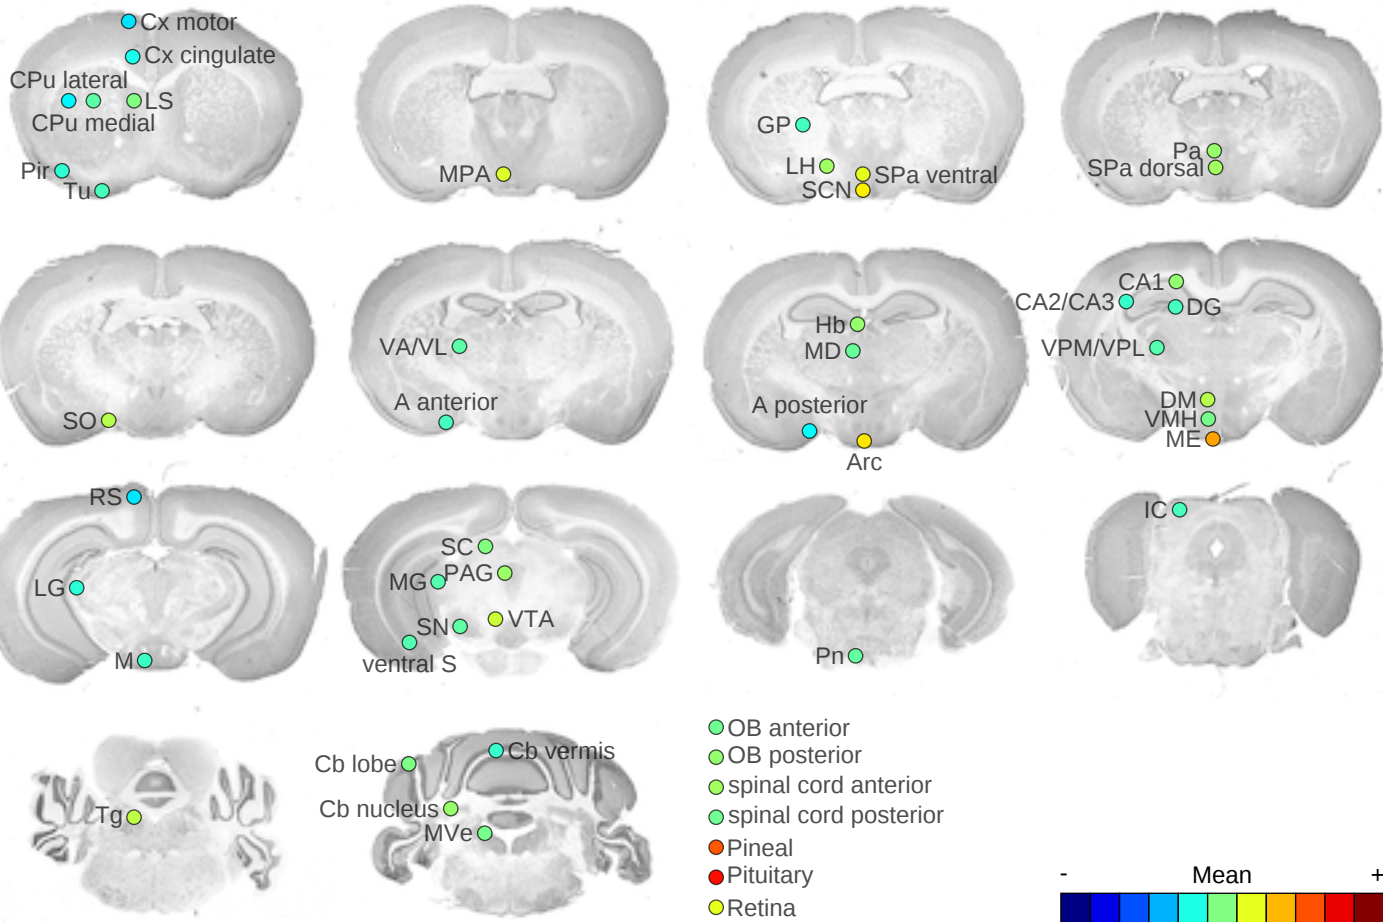 Cx motor
Cx cingulate
CPu lateral
LS
CPu medial
Pir
Tu
MPA
GP
LH
SPa ventral
SCN
Pa
SPa dorsal
SO
VA/VL
A anterior
Hb
MD
A posterior
Arc
CA1
CA2/CA3
DG
VPM/VPL
DM
VMH
ME
RS
LG
M
SC
PAG
MG
VTA
SN
ventral S
Pn
IC
Tg
Cb lobe
Cb vermis
Cb nucleus
MVe
OB anterior
OB posterior
spinal cord anterior
spinal cord posterior
Pineal
Pituitary
Retina
- Mean +